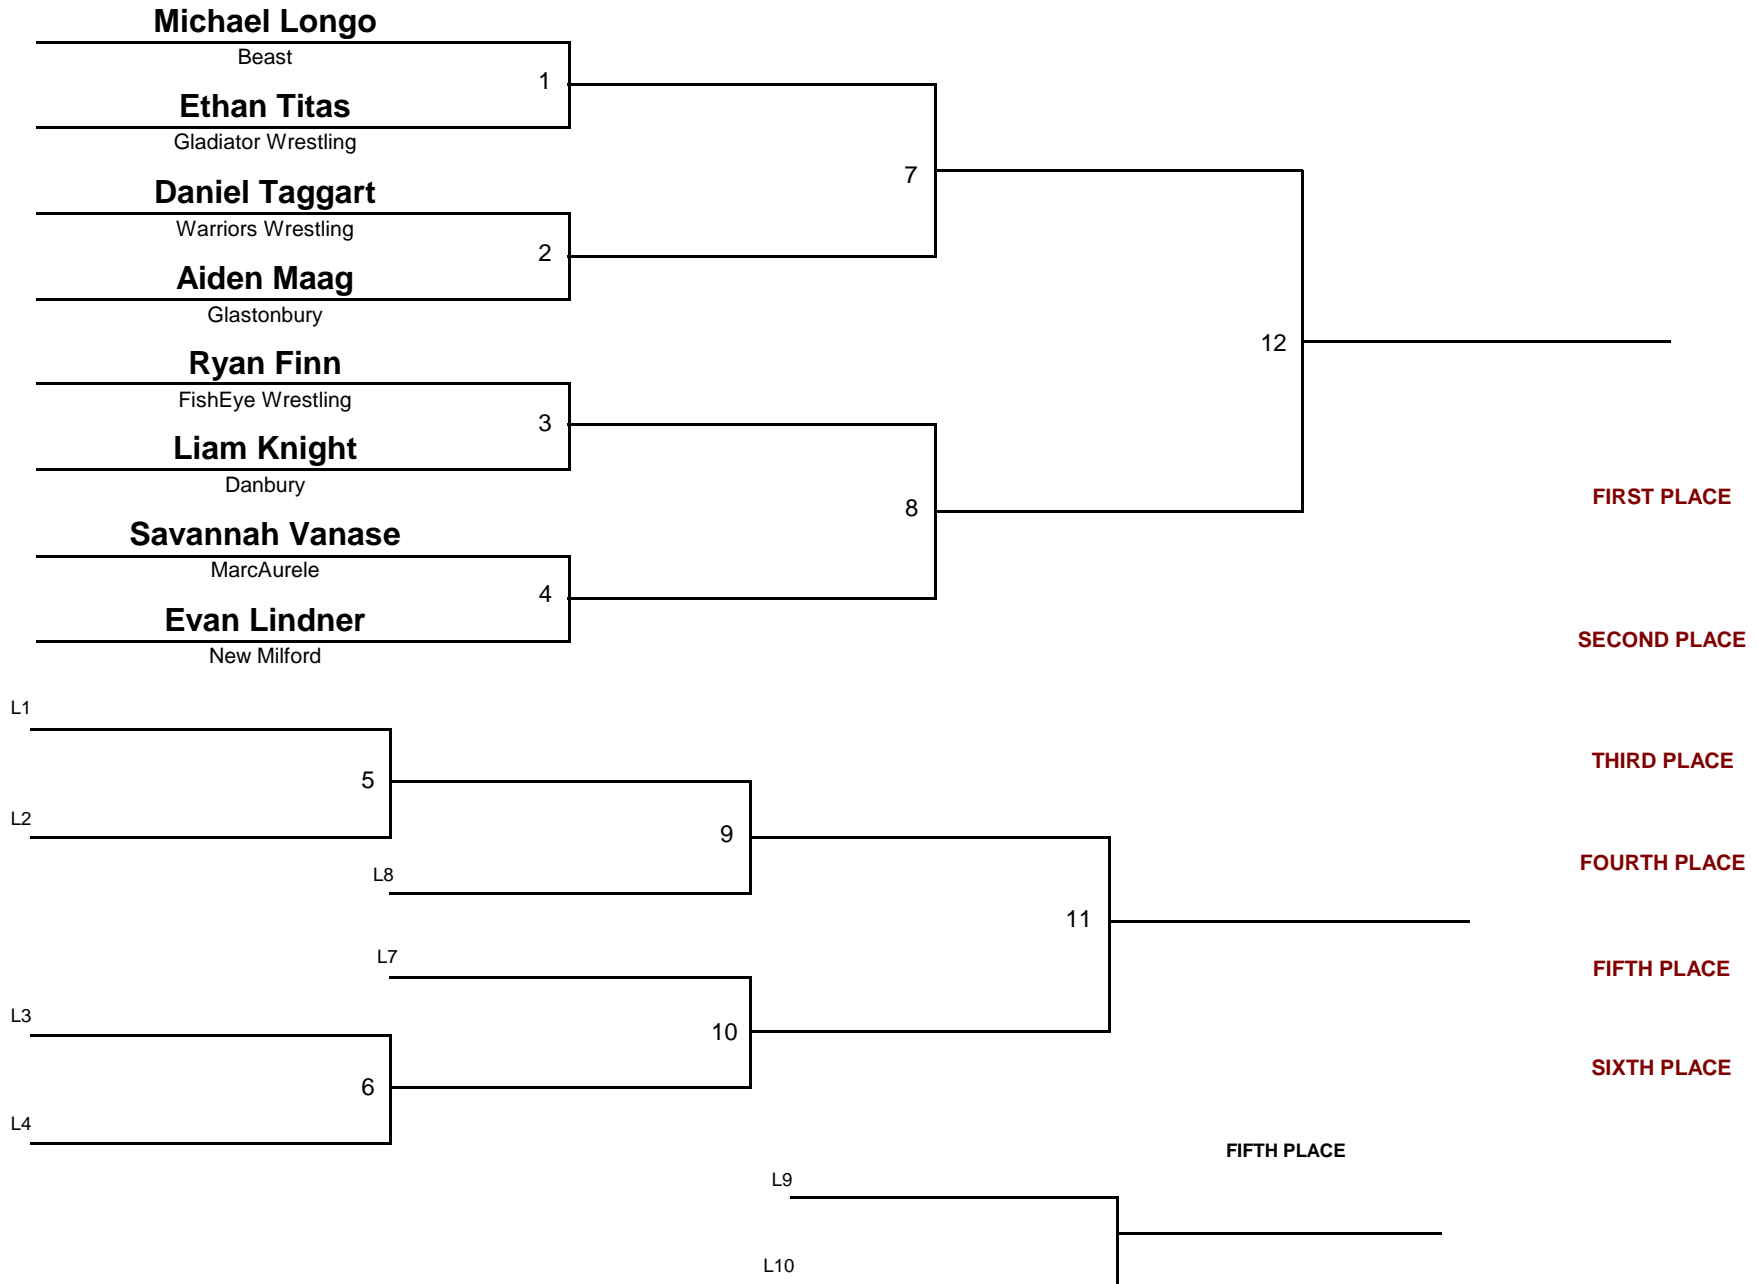 Michael Longo
Beast
1
Ethan Titas
Gladiator Wrestling
7
Daniel Taggart
Warriors Wrestling
2
Aiden Maag
Glastonbury
12
Ryan Finn
FishEye Wrestling
3
Liam Knight
Danbury
FIRST PLACE
8
Savannah Vanase
MarcAurele
4
Evan Lindner
New Milford
SECOND PLACE
L1
THIRD PLACE
5
L2
9
L8
FOURTH PLACE
11
L7
FIFTH PLACE
L3
10
6
SIXTH PLACE
L4
FIFTH PLACE
L9
L10